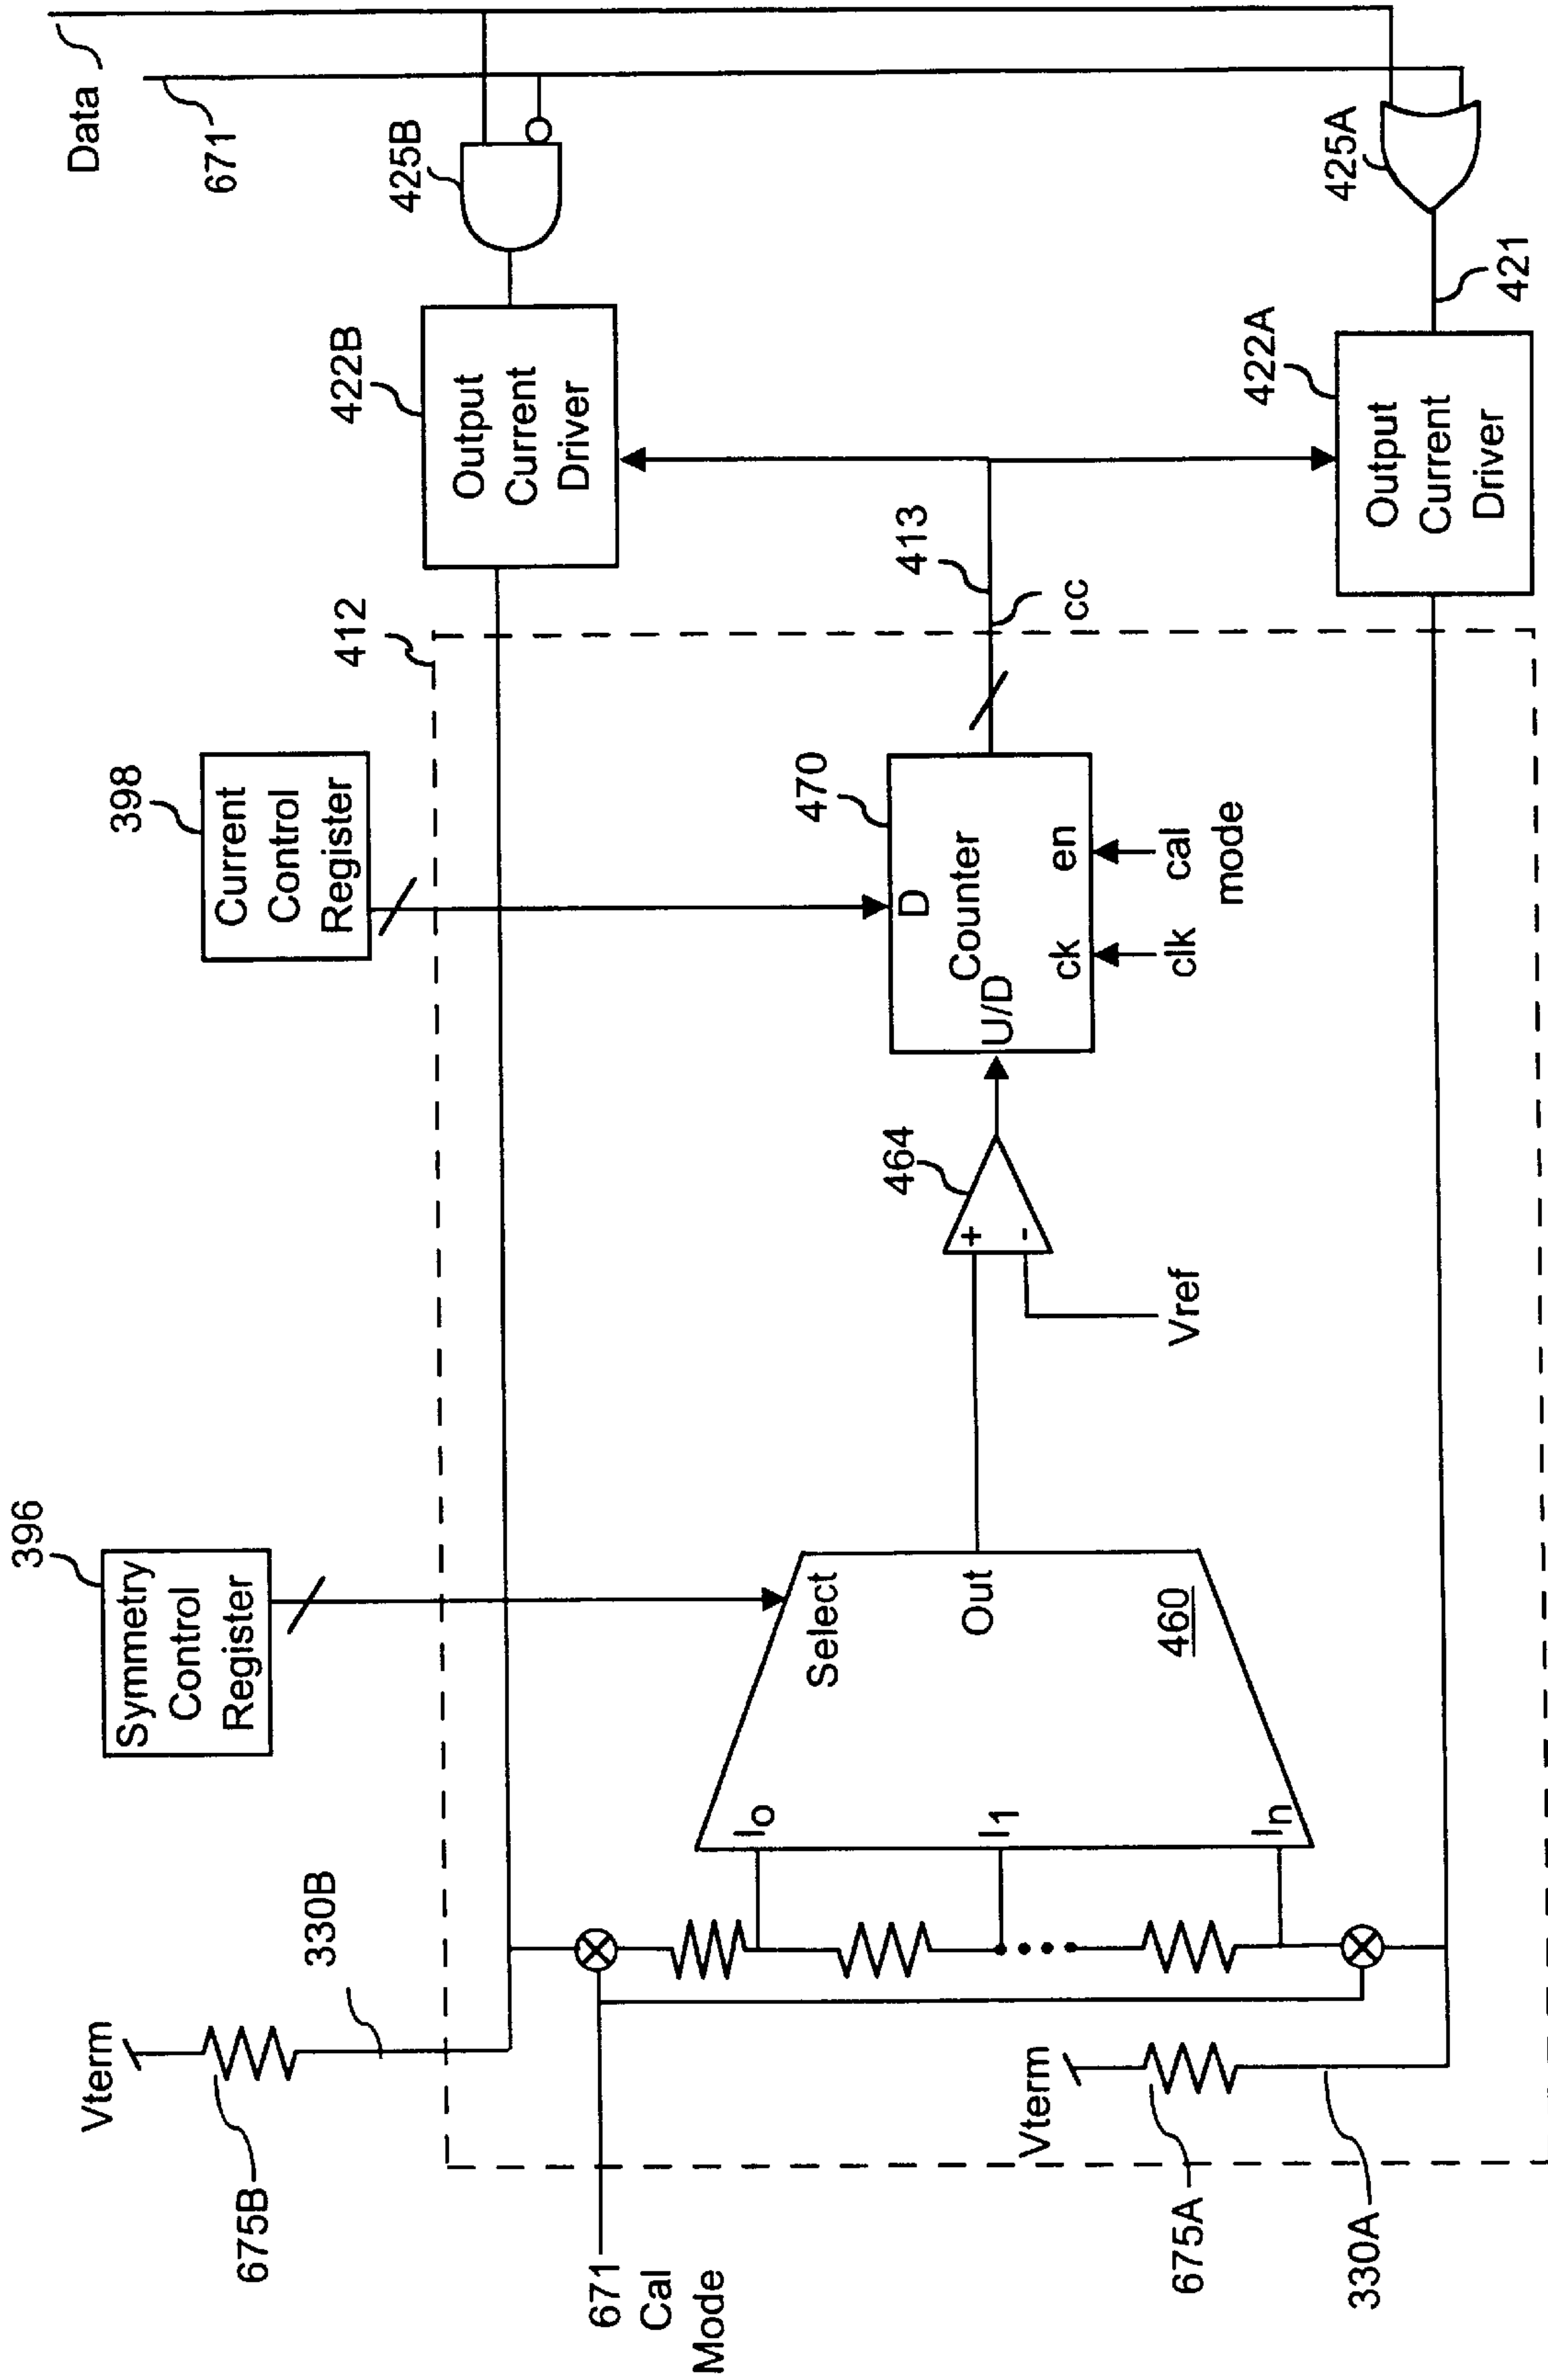 Data
671
425B
422B
Output
Current
Driver
425A
421
422A
Output
Current
Driver
412
413
cc
398
Current
Control
Register
470
D
Counter
U/D
ck
en
clk
cal
mode
464
+
-
Vref
396
Symmetry
Control
Register
Select
Out
460
I0
I1
In
330B
Vterm
675B
671
Cal
Mode
Vterm
675A
330A